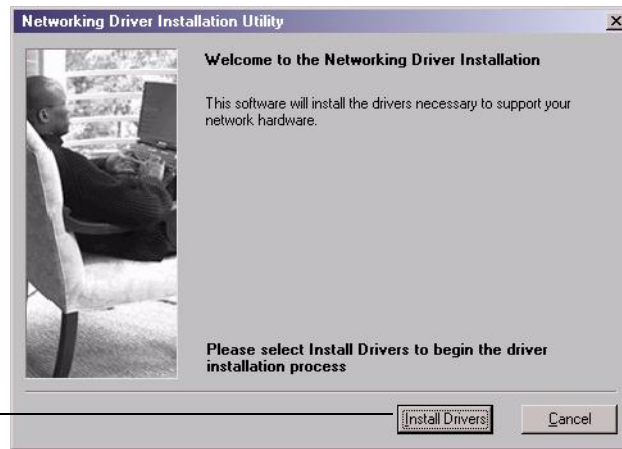 Networking Driver Installation Utility
Welcome to the Networking Driver Installation
This software will install the drivers necessary to support your
network hardware.
Please select Install Drivers to begin the driver
installation process
Install Drivers
Cancel